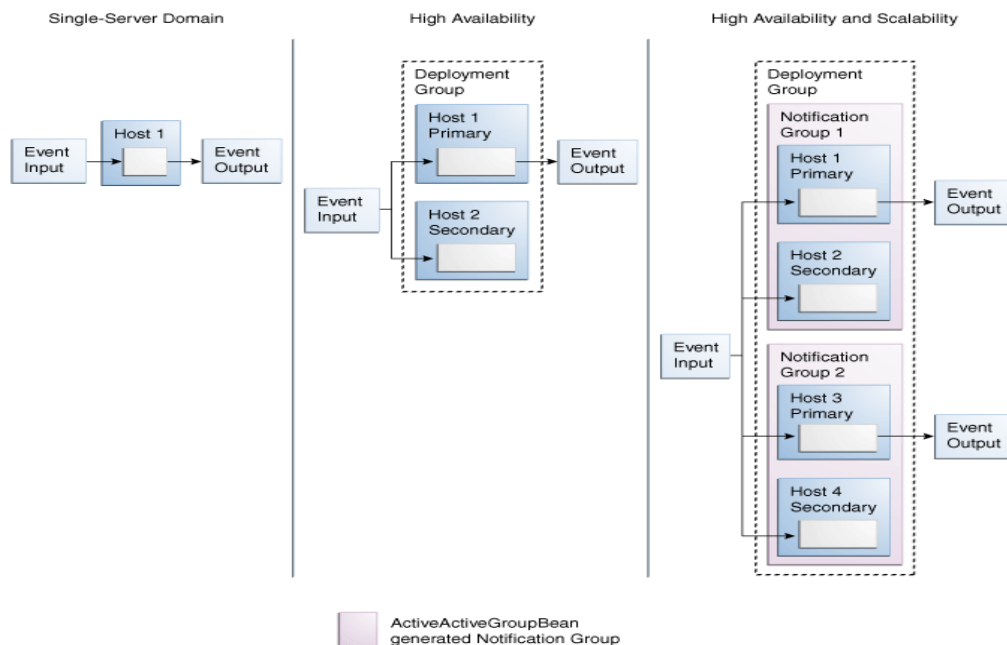 Single-Server Domain
Host 1
Event
Input
Event
Output
High Availability
Deployment
Group
Host 1
Primary
Event
Output
Event
Input
Host 2
Secondary
High Availability and Scalability
Deployment
Group
Notification
Group 1
Host 1
Primary
Event
Output
Host 2
Secondary
Event
Input
Notification
Group 2
Host 3
Primary
Event
Output
Host 4
Secondary
ActiveActiveGroupBean
generated Notification Group